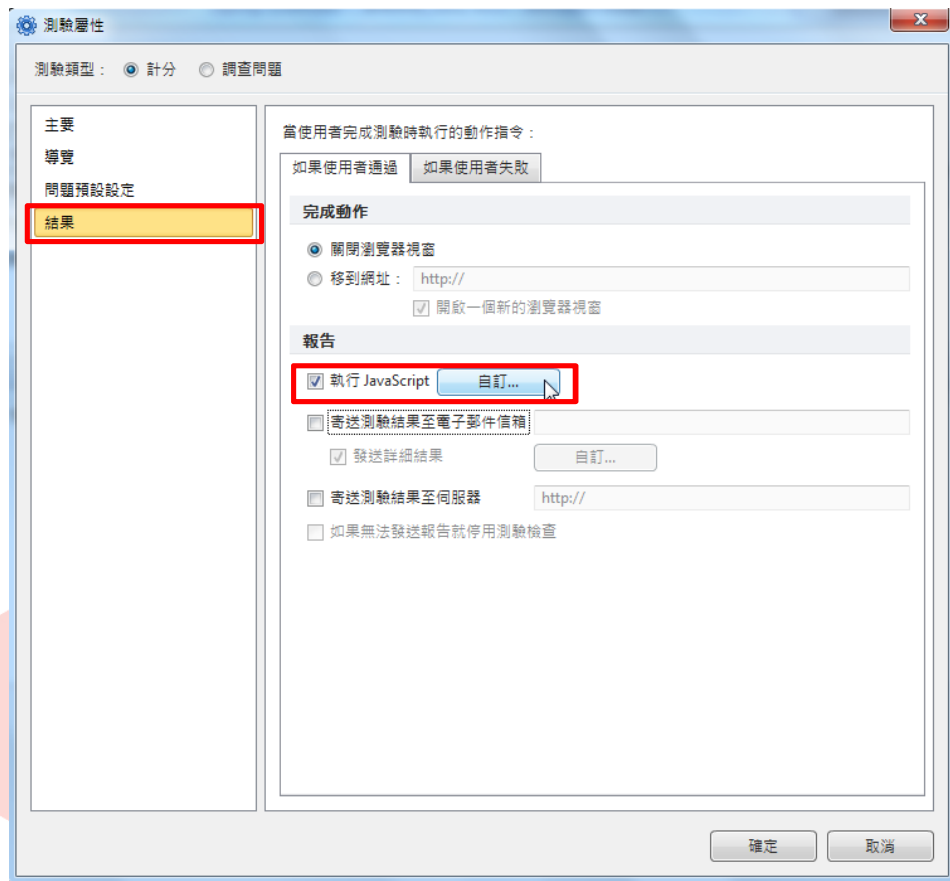 測驗屬性
測驗類型： 計分 調查問題
主要
導覽
問題預設設定
結果
當使用者完成測驗時執行的動作指令：
如果使用者通過 如果使用者失敗
完成動作
關閉瀏覽器視窗
移到網址： http://
開啟一個新的瀏覽器視窗
報告
執行 JavaScript 自訂...
寄送測驗結果至電子郵件信箱
發送詳細結果 自訂...
寄送測驗結果至伺服器 http://
如果無法發送報告就停用測驗檢查
確定 取消